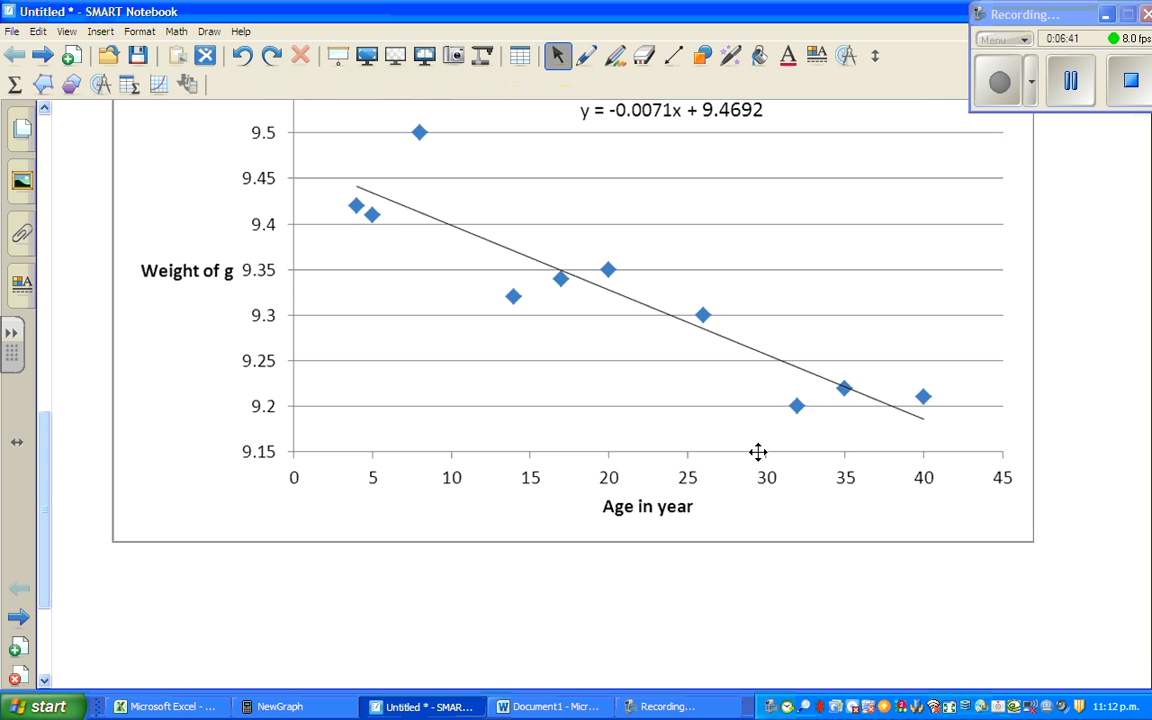 Untitled * - SMART Notebook
Recording...
File Edit View Insert Format Math Draw Help
Menu
0:06:41
8.0 fps
y = -0.0071x + 9.4692
9.5
9.45
9.4
Weight of g 9.35
9.3
9.25
9.2
9.15
0 5 10 15 20 25 30 35 40 45
Age in year
start
Microsoft Excel - ...
NewGraph
Untitled * - SMAR...
Document1 - Micr...
Recording...
11:12 p.m.